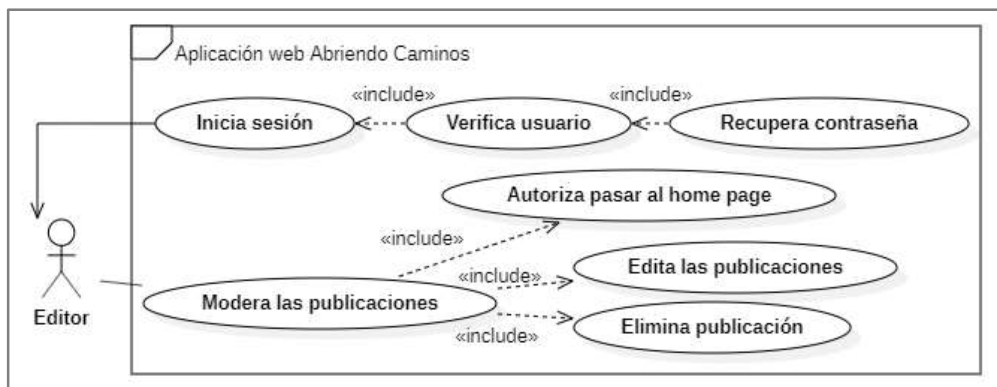 Aplicación web Abriendo Caminos
«include»
«include»
Inicia sesión
Verifica usuario
Recupera contraseña
Autoriza pasar al home page
«include»
Edita las publicaciones
«include»
Modera las publicaciones
Editor
Elimina publicación
«include»